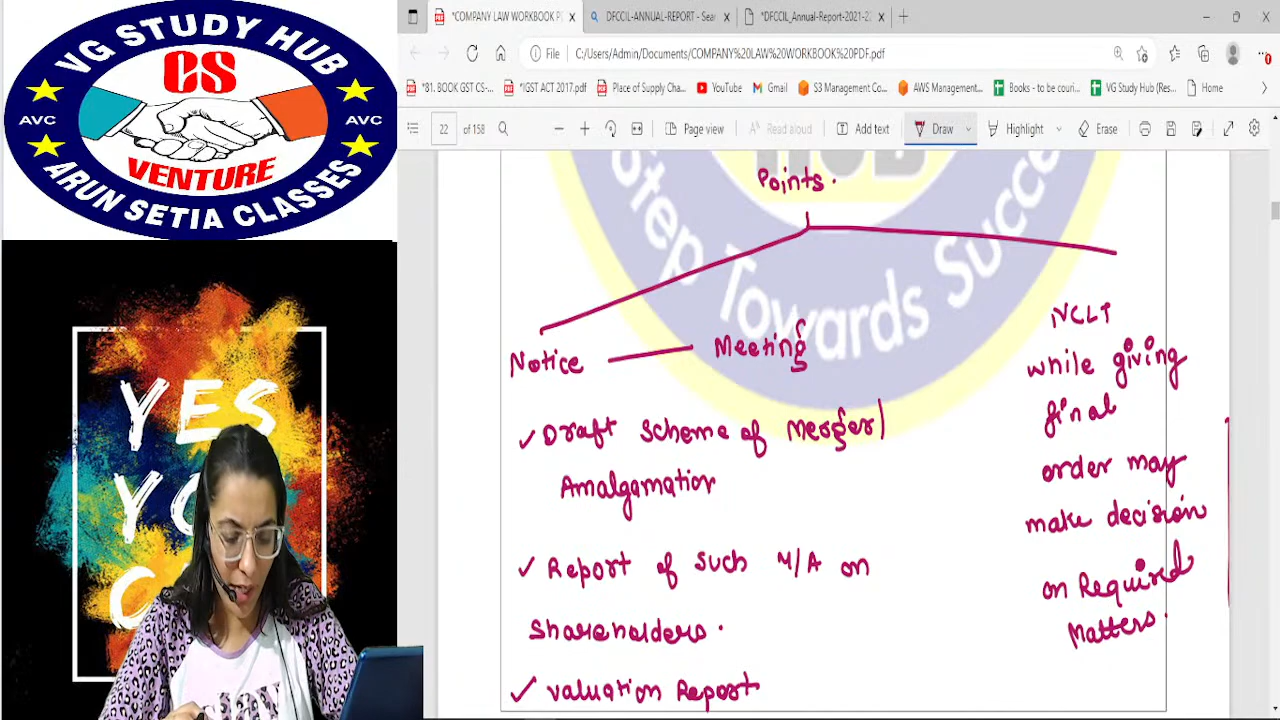 VG STUDY HUB
CS
AVC
AVC
VENTURE
ARUN SETIA CLASSES
YES
*COMPANY LAW WORKBOOK P
DFCCIL-ANNUAL-REPORT - Sear
*DFCCIL_Annual-Report-2021-2
File
C:/Users/Admin/Documents/COMPANY%20LAW%20WORKBOOK%20PDF.pdf
*81. BOOK GST CS-...
*IGST ACT 2017.pdf
Place of Supply Cha...
YouTube
Gmail
S3 Management Co...
AWS Management...
Books - to be couri...
VG Study Hub (Res...
Home
22 of 158
Page view
Read aloud
Add text
Draw
Highlight
Erase
Step Towards Succ
Points.
Notice — Meeting
✓ Draft Scheme of Merger/
Amalgamation
✓ Report of such M/A on
Shareholders.
✓ Valuation Report
NCLT
while giving
final
order may
make decision
on Required
Matters.